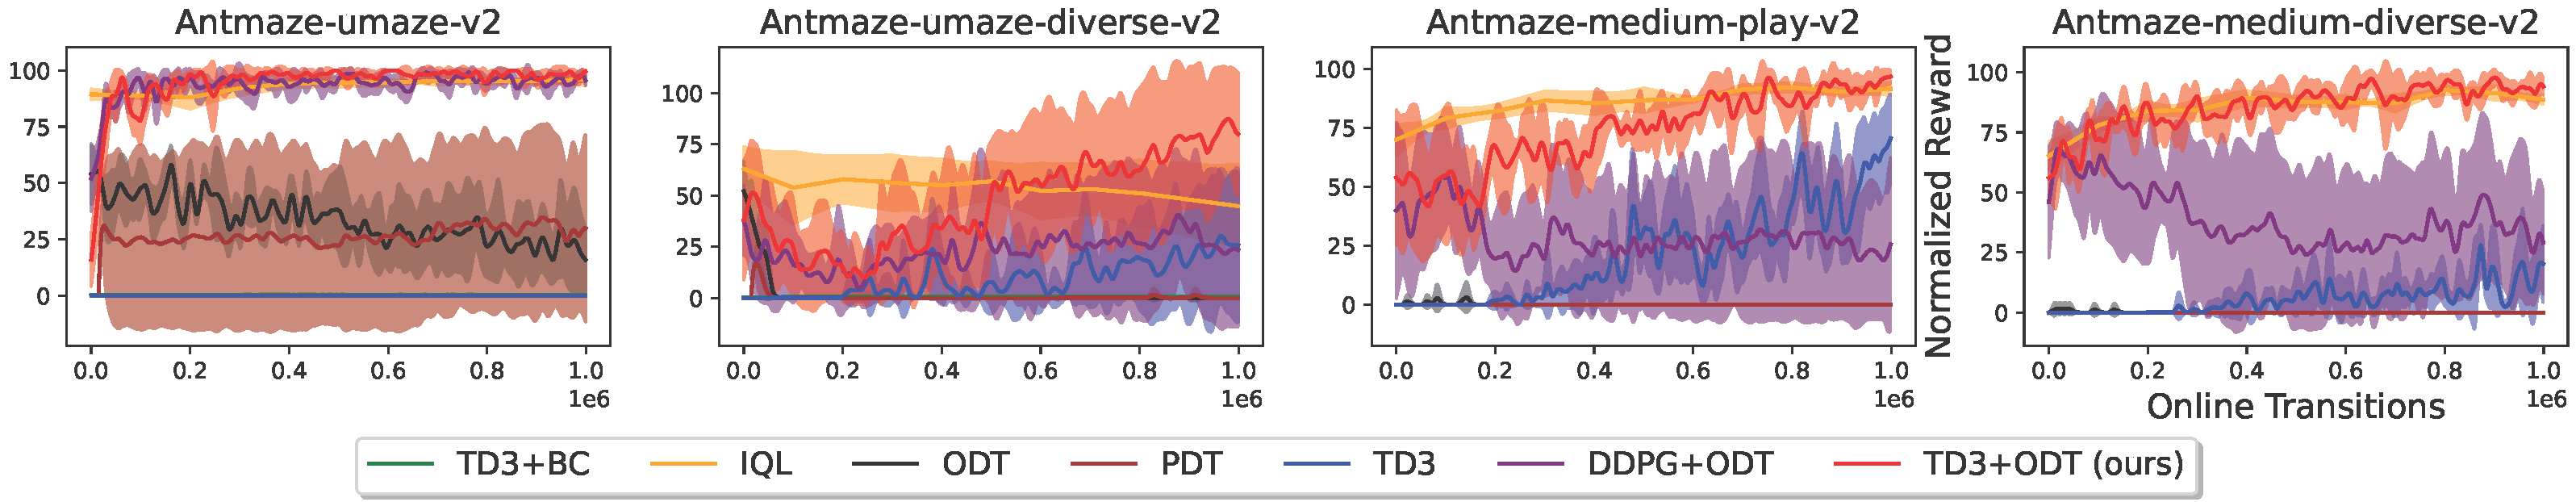 Antmaze-umaze-v2
100
75
50
25
0
0.0 0.2 0.4 0.6 0.8 1.0
1e6
Antmaze-umaze-diverse-v2
100
75
50
25
0
0.0 0.2 0.4 0.6 0.8 1.0
1e6
Antmaze-medium-play-v2
100
75
50
25
0
0.0 0.2 0.4 0.6 0.8 1.0
1e6
Antmaze-medium-diverse-v2
Normalized Reward
100
75
50
25
0
0.0 0.2 0.4 0.6 0.8 1.0
1e6
Online Transitions
TD3+BC IQL ODT PDT TD3 DDPG+ODT TD3+ODT (ours)